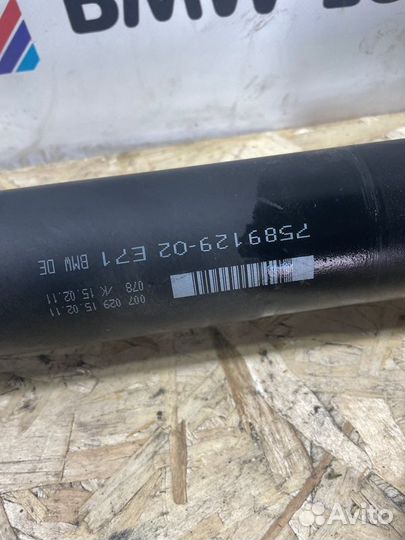 BMW
7589129-02 E71 BMW DE
078 /K 15.02.11
007 029 15.02.11
Avito